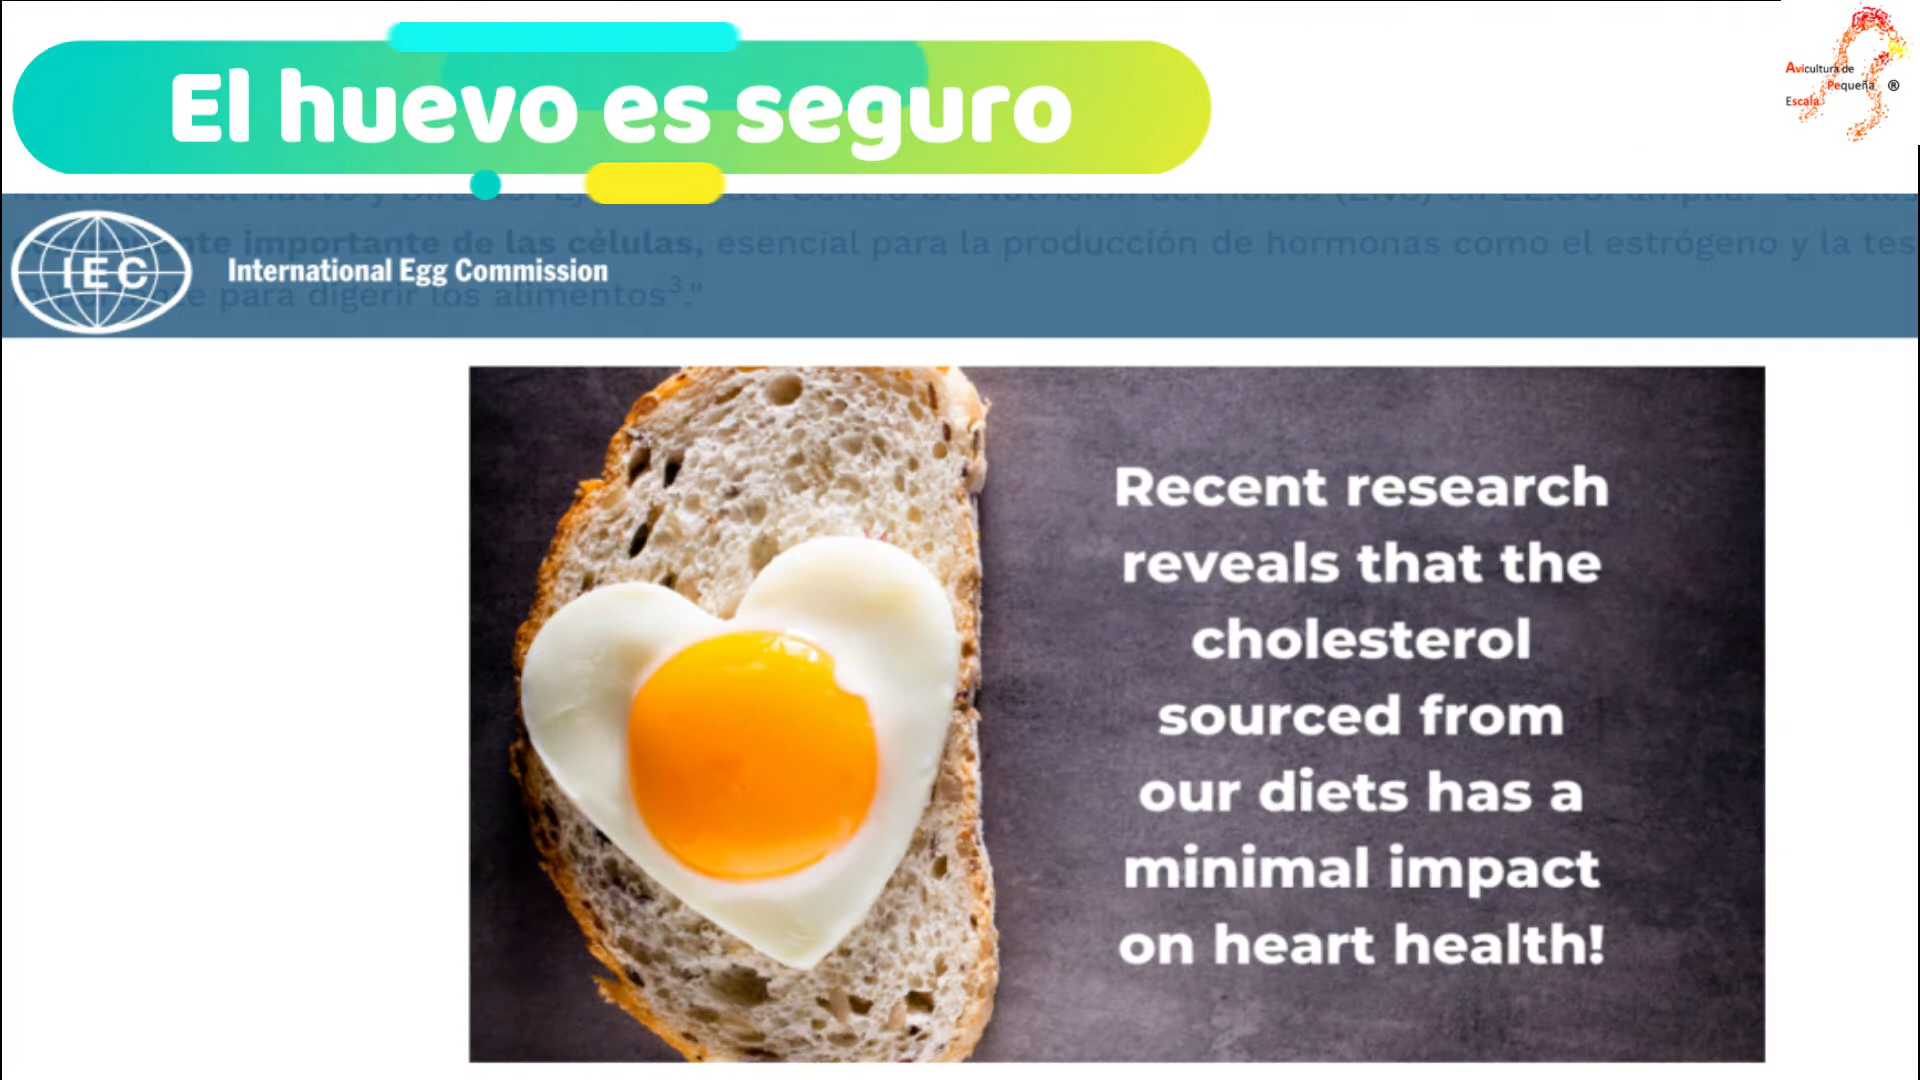 El huevo es seguro
Avicultura de
Pequeña ®
Escala
importante de las células, esencial para la producción de hormonas como el estrógeno y la
IEC
International Egg Commission
para digerir los alimentos³."
Recent research
reveals that the
cholesterol
sourced from
our diets has a
minimal impact
on heart health!